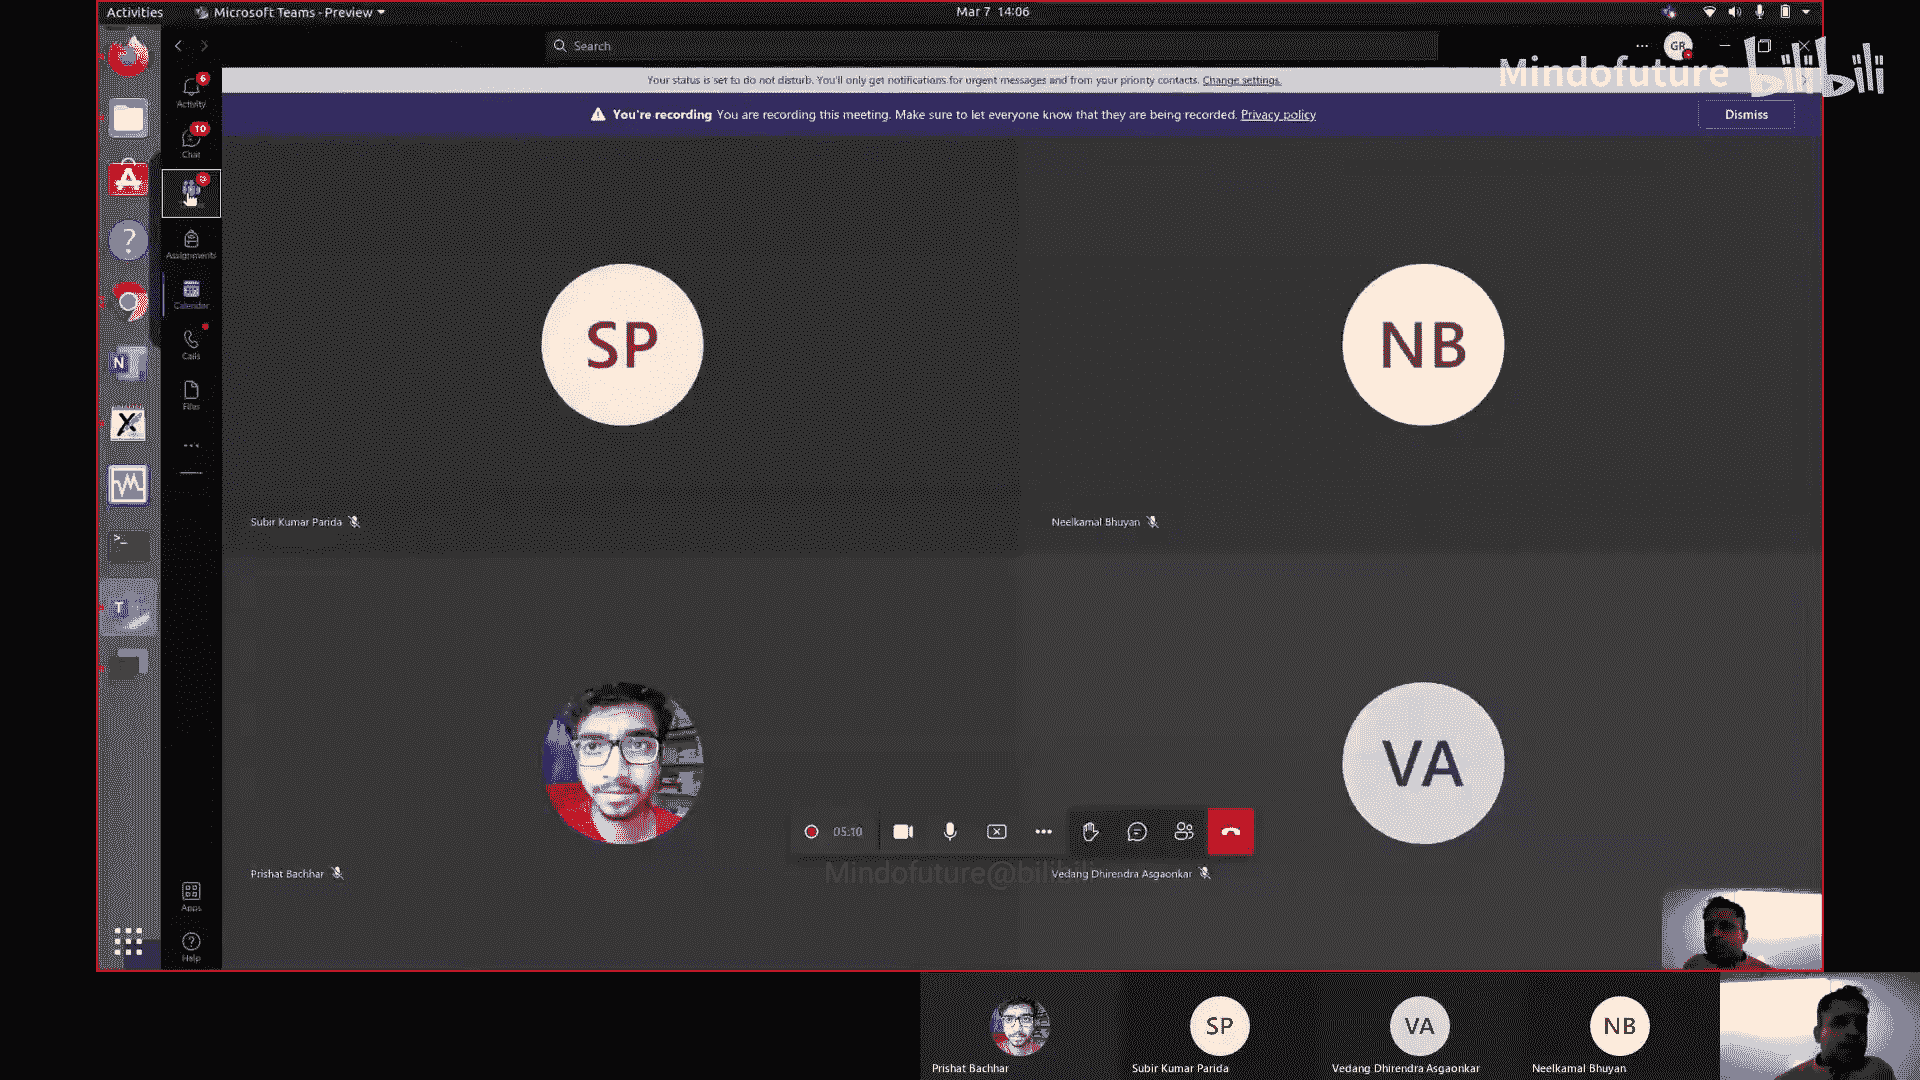 Activities
Microsoft Teams - Preview
Mar 7 14:06
Search
GR
Mindofuture bilibili
Your status is set to do not disturb. You'll only get notifications for urgent messages and from your priority contacts. Change settings.
You're recording You are recording this meeting. Make sure to let everyone know that they are being recorded. Privacy policy
Dismiss
6
Activity
10
Chat
Assignments
Calendar
Calls
Files
Apps
Help
SP
NB
Subir Kumar Parida
Neelkamal Bhuyan
VA
05:10
Prishat Bachhar
Vedang Dhirendra Asgaonkar
Mindofuture@bilibili
SP
VA
NB
Prishat Bachhar
Subir Kumar Parida
Vedang Dhirendra Asgaonkar
Neelkamal Bhuyan